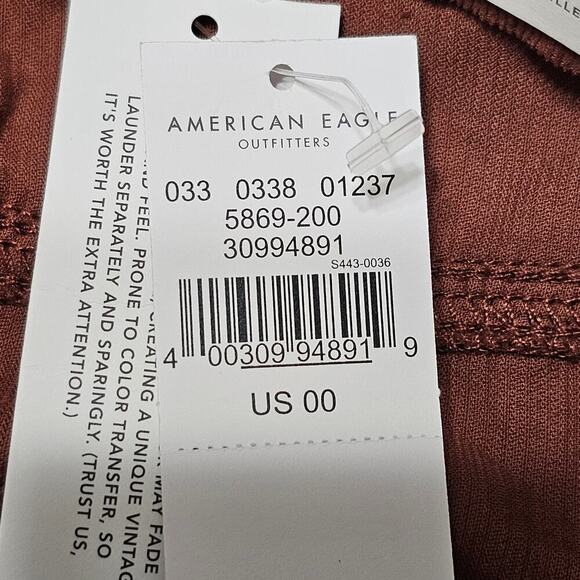 AMERICAN EAGLE
OUTFITTERS
033 0338 01237
5869-200
30994891
S443-0036
4 00309 94891 9
US 00
AND FEEL. PRONE TO COLOR TRANSFER,
CREATING A UNIQUE VINTAG
MAY FADE
LAUNDER SEPARATELY AND SPARINGLY. (TRUST US,
IT'S WORTH THE EXTRA ATTENTION.)
SO